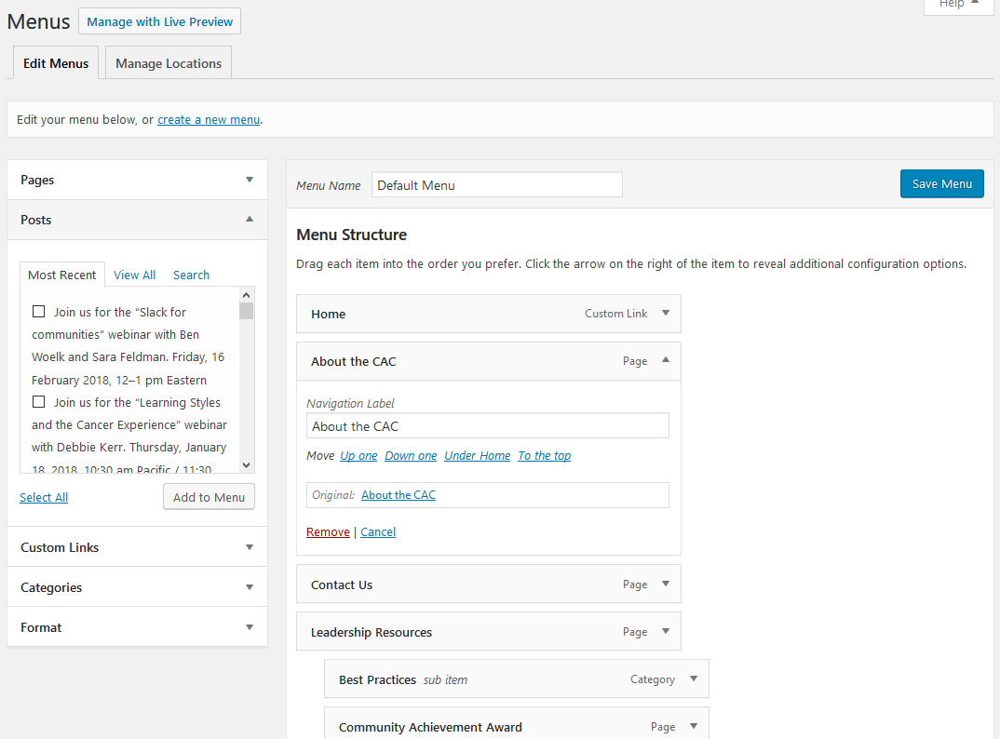 Help
Menus Manage with Live Preview
Edit Menus Manage Locations
Edit your menu below, or create a new menu.
Pages
Posts
Most Recent View All Search
Join us for the “Slack for
communities” webinar with Ben
Woelk and Sara Feldman. Friday, 16
February 2018, 12–1 pm Eastern
Join us for the “Learning Styles
and the Cancer Experience” webinar
with Debbie Kerr. Thursday, January
18, 2018, 10:30 am Pacific / 11:30
Select All Add to Menu
Custom Links
Categories
Format
Menu Name Default Menu Save Menu
Menu Structure
Drag each item into the order you prefer. Click the arrow on the right of the item to reveal additional configuration options.
Home Custom Link
About the CAC Page
Navigation Label
About the CAC
Move Up one Down one Under Home To the top
Original: About the CAC
Remove | Cancel
Contact Us Page
Leadership Resources Page
Best Practices sub item Category
Community Achievement Award Page